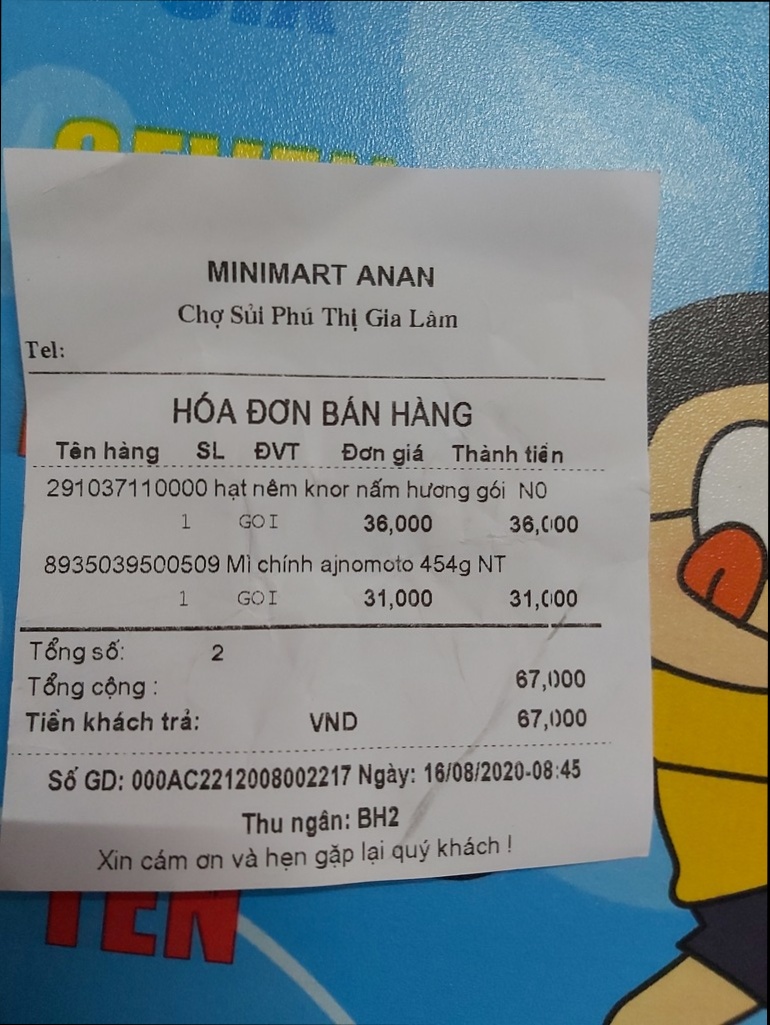 MINIMART ANAN
Chợ Sủi Phú Thị Gia Lâm
Tel:
HÓA ĐƠN BÁN HÀNG
Tên hàng SL ĐVT Đơn giá Thành tiền
291037110000 hạt nêm knor nấm hương gói N0
1 GOI 36,000 36,000
8935039500509 Mì chính ajnomoto 454g NT
1 GOI 31,000 31,000
Tổng số: 2
Tổng cộng : 67,000
Tiền khách trả: VND 67,000
Số GD: 000AC2212008002217 Ngày: 16/08/2020-08:45
Thu ngân: BH2
Xin cám ơn và hẹn gặp lại quý khách !
TEN